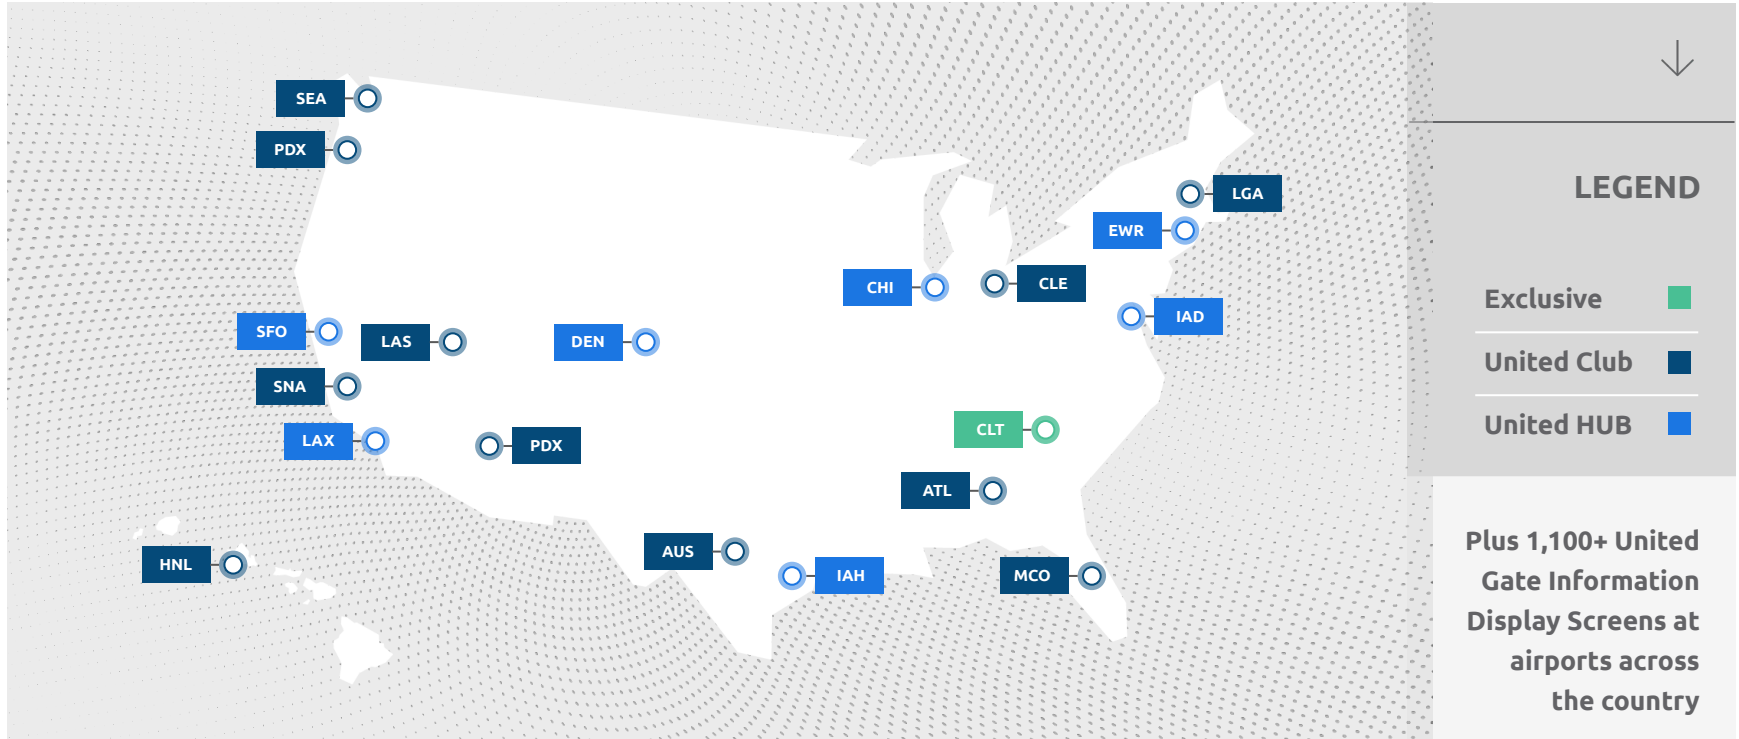 SEA
PDX
LGA
EWR
CHI
CLE
IAD
SFO
LAS
DEN
SNA
LAX
PDX
CLT
ATL
AUS
HNL
IAH
MCO
LEGEND
Exclusive
United Club
United HUB
Plus 1,100+ United
Gate Information
Display Screens at
airports across
the country